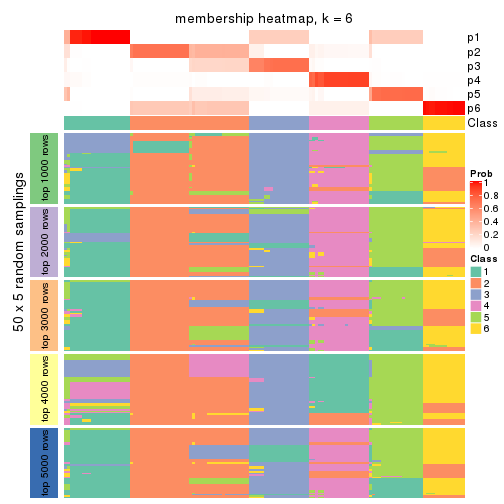 membership heatmap, k = 6
p1
p2
p3
p4
p5
p6
Class
50 x 5 random samplings
top 1000 rows
top 2000 rows
top 3000 rows
top 4000 rows
top 5000 rows
Prob
1
0.8
0.6
0.4
0.2
0
Class
1
2
3
4
5
6